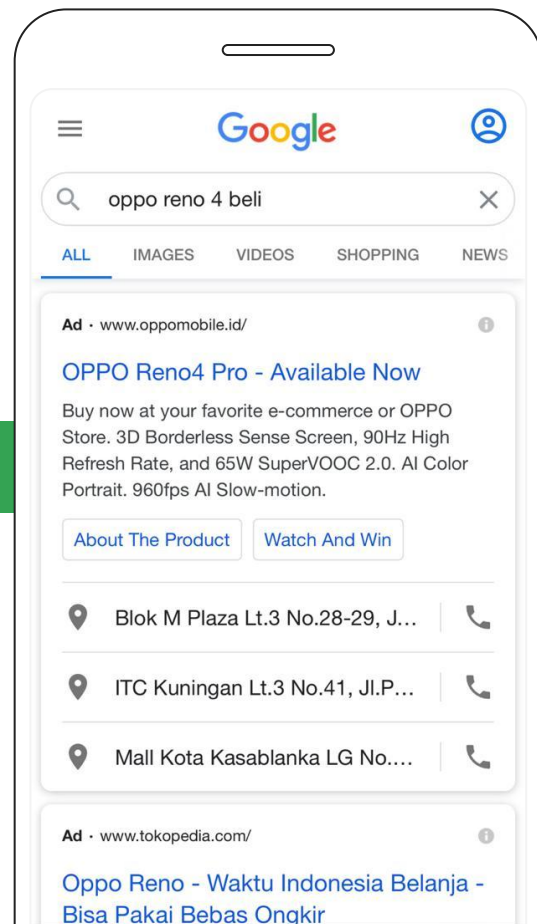 Google
oppo reno 4 beli
ALL IMAGES VIDEOS SHOPPING NEWS
Ad · www.oppomobile.id/
OPPO Reno4 Pro - Available Now
Buy now at your favorite e-commerce or OPPO
Store. 3D Borderless Sense Screen, 90Hz High
Refresh Rate, and 65W SuperVOOC 2.0. AI Color
Portrait. 960fps AI Slow-motion.
About The Product Watch And Win
Blok M Plaza Lt.3 No.28-29, J...
ITC Kuningan Lt.3 No.41, Jl.P...
Mall Kota Kasablanka LG No....
Ad · www.tokopedia.com/
Oppo Reno - Waktu Indonesia Belanja -
Bisa Pakai Bebas Ongkir